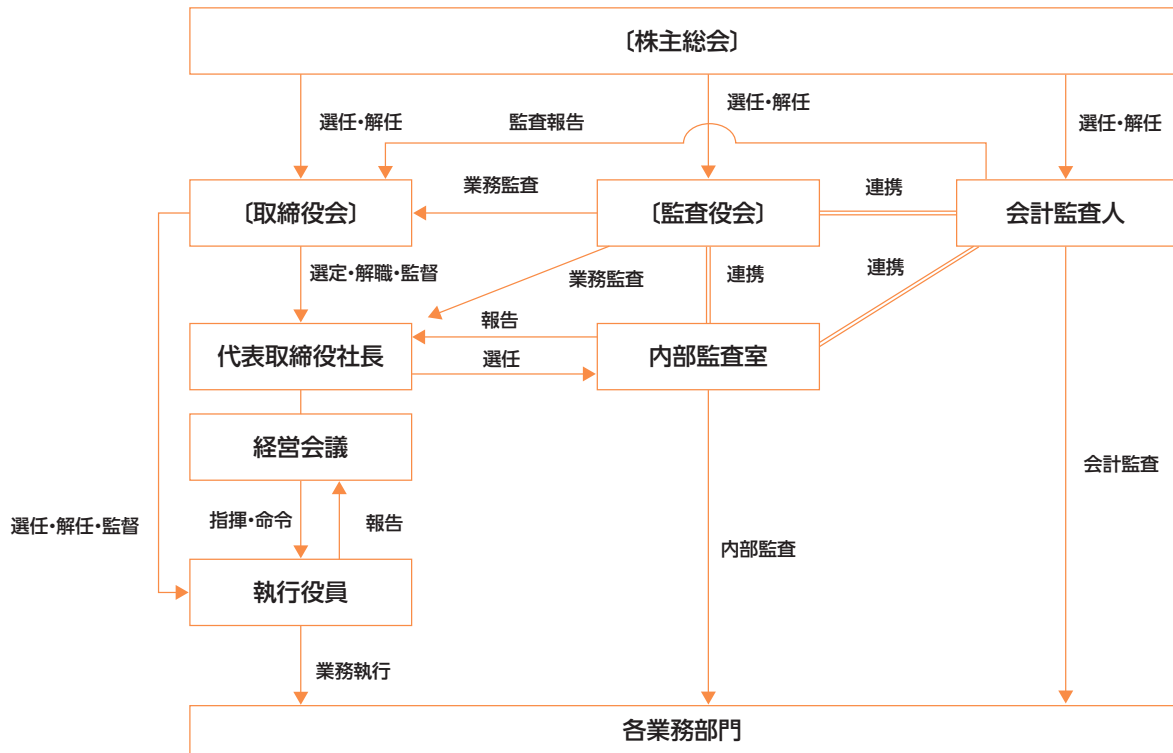 〔株主総会〕
選任・解任
監査報告
選任・解任
選任・解任
〔取締役会〕
業務監査
〔監査役会〕
連携
会計監査人
選定・解職・監督
業務監査
連携
連携
代表取締役社長
報告
選任
内部監査室
経営会議
選任・解任・監督
指揮・命令
報告
内部監査
会計監査
執行役員
業務執行
各業務部門